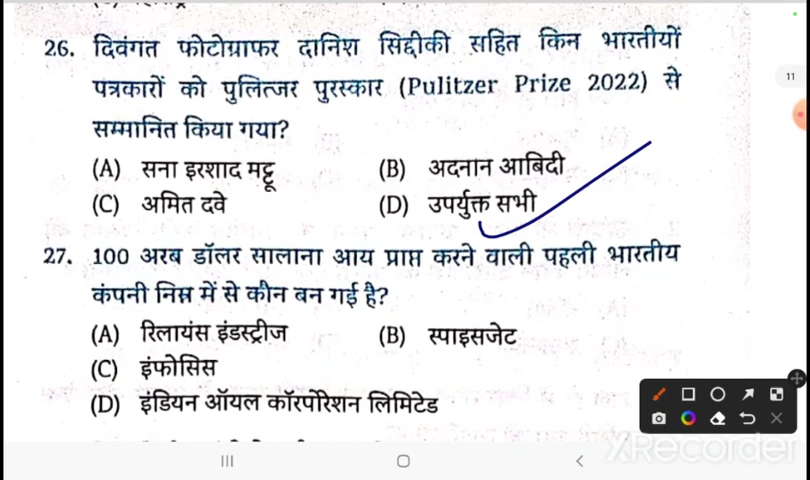 26. दिवंगत फोटोग्राफर दानिश सिद्दीकी सहित किन भारतीयों
पत्रकारों को पुलित्जर पुरस्कार (Pulitzer Prize 2022) से
सम्मानित किया गया?
(A) सना इरशाद मट्टू (B) अदनान आबिदी
(C) अमित दवे (D) उपर्युक्त सभी
27. 100 अरब डॉलर सालाना आय प्राप्त करने वाली पहली भारतीय
कंपनी निम्न में से कौन बन गई है?
(A) रिलायंस इंडस्ट्रीज (B) स्पाइसजेट
(C) इंफोसिस
(D) इंडियन ऑयल कॉरपोरेशन लिमिटेड
11
XRecorder